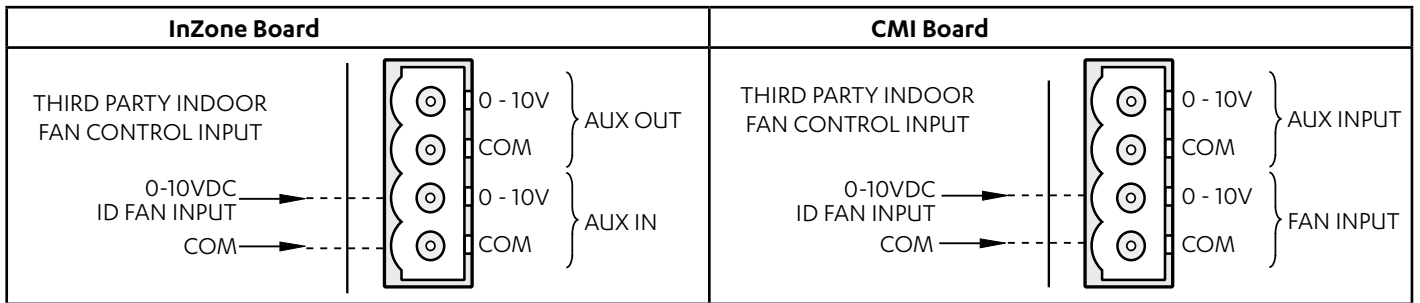 InZone Board
THIRD PARTY INDOOR
FAN CONTROL INPUT
0-10VDC
ID FAN INPUT
COM
0 - 10V
COM
0 - 10V
COM
AUX OUT
AUX IN
CMI Board
THIRD PARTY INDOOR
FAN CONTROL INPUT
0-10VDC
ID FAN INPUT
COM
0 - 10V
COM
0 - 10V
COM
AUX INPUT
FAN INPUT